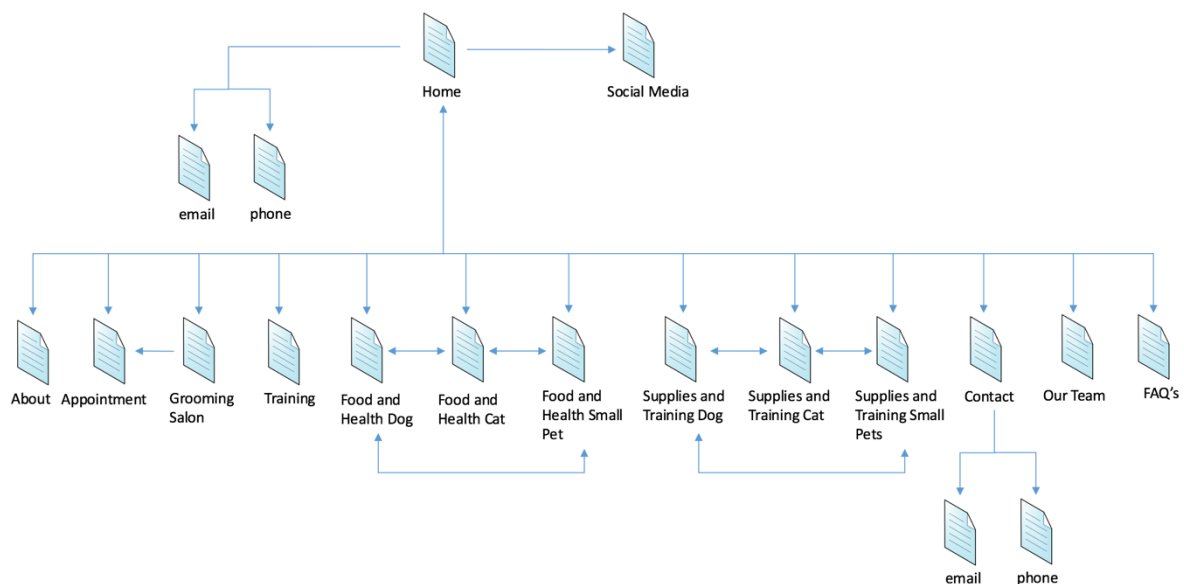 Home
Social Media
email
phone
About
Appointment
Grooming
Salon
Training
Food and
Health Dog
Food and
Health Cat
Food and
Health Small
Pet
Supplies and
Training Dog
Supplies and
Training Cat
Supplies and
Training Small
Pets
Contact
Our Team
FAQ's
email
phone